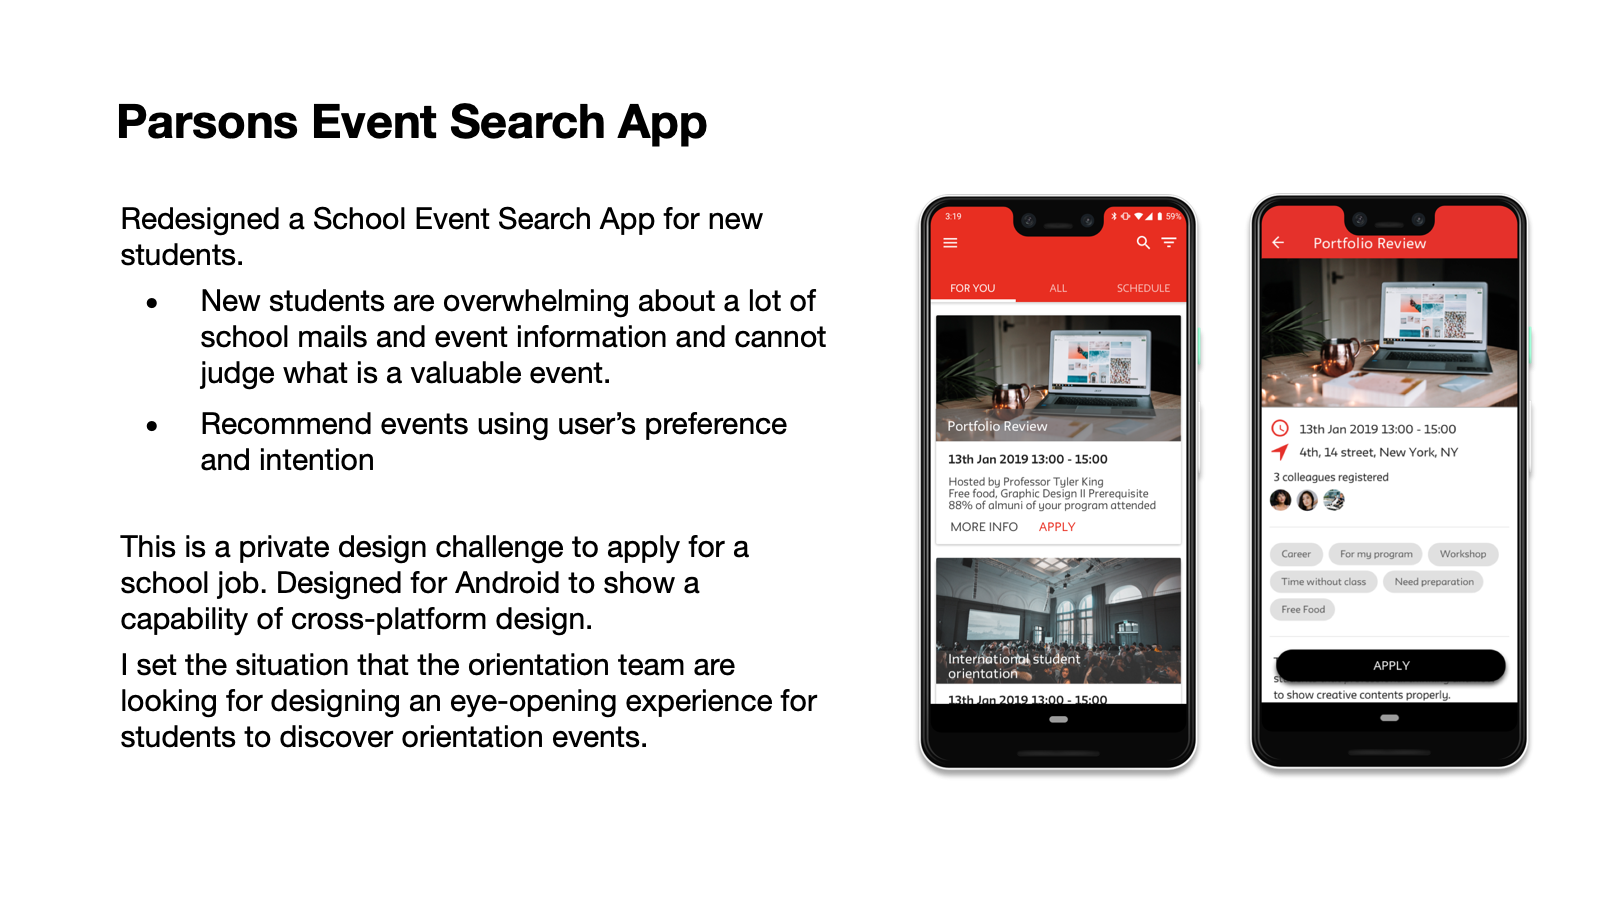 Parsons Event Search App
Redesigned a School Event Search App for new
students.
• New students are overwhelming about a lot of
school mails and event information and cannot
judge what is a valuable event.
• Recommend events using user’s preference
and intention
This is a private design challenge to apply for a
school job. Designed for Android to show a
capability of cross-platform design.
I set the situation that the orientation team are
looking for designing an eye-opening experience for
students to discover orientation events.
3:19
59%
FOR YOU ALL SCHEDULE
Portfolio Review
13th Jan 2019 13:00 - 15:00
Hosted by Professor Tyler King
Free food, Graphic Design II Prerequisite
88% of almuni of your program attended
MORE INFO APPLY
International student
orientation
13th Jan 2019 13:00 - 15:00
Portfolio Review
13th Jan 2019 13:00 - 15:00
4th, 14 street, New York, NY
3 colleagues registered
Career For my program Workshop
Time without class Need preparation
Free Food
APPLY
to show creative contents properly.